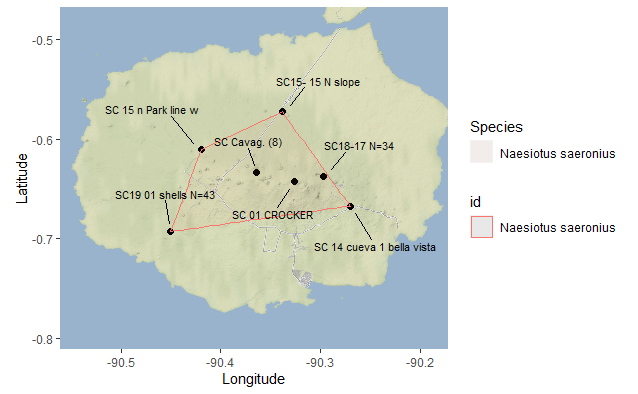 -0.5
-0.6
-0.7
-0.8
Latitude
SC15- 15 N slope
SC 15 n Park line w
SC Cavag. (8)
SC18-17 N=34
SC19 01 shells N=43
SC 01 CROCKER
SC 14 cueva 1 bella vista
-90.5
-90.4
-90.3
-90.2
Longitude
Species
Naesiotus saeronius
id
Naesiotus saeronius